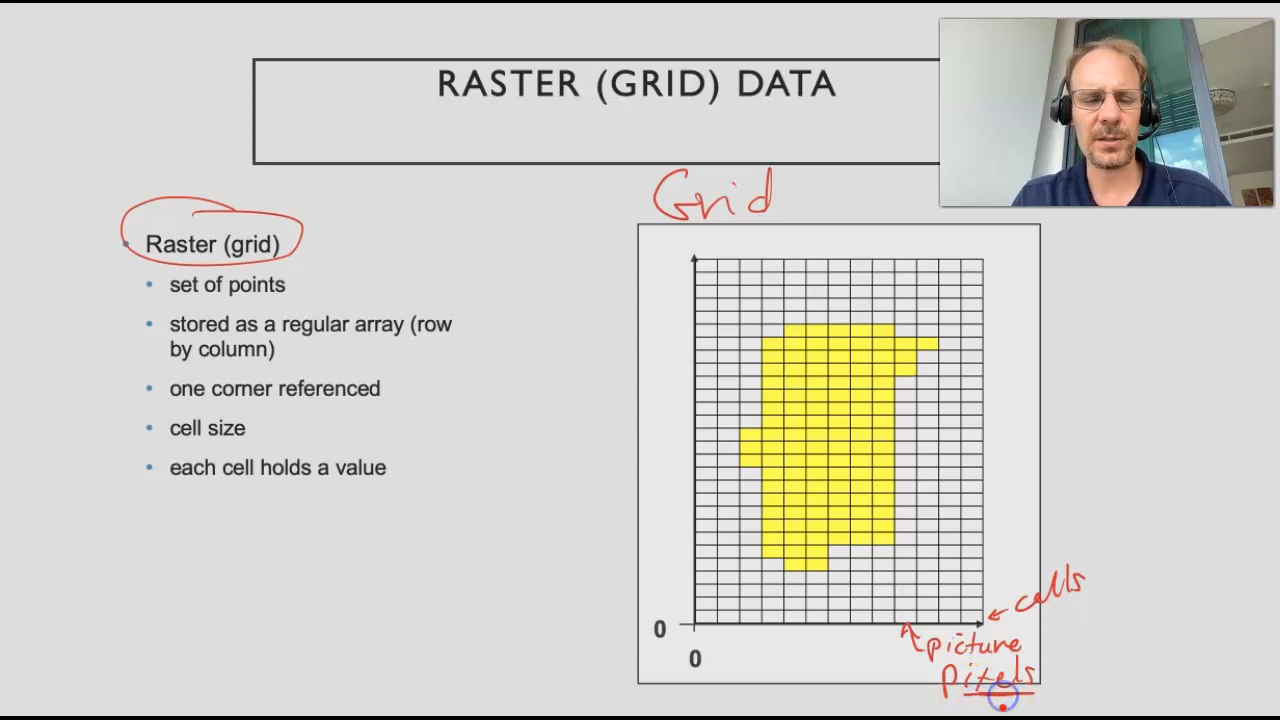 RASTER (GRID) DATA
Grid
• Raster (grid)
• set of points
• stored as a regular array (row
by column)
• one corner referenced
• cell size
• each cell holds a value
cells
0
picture
0
pixels